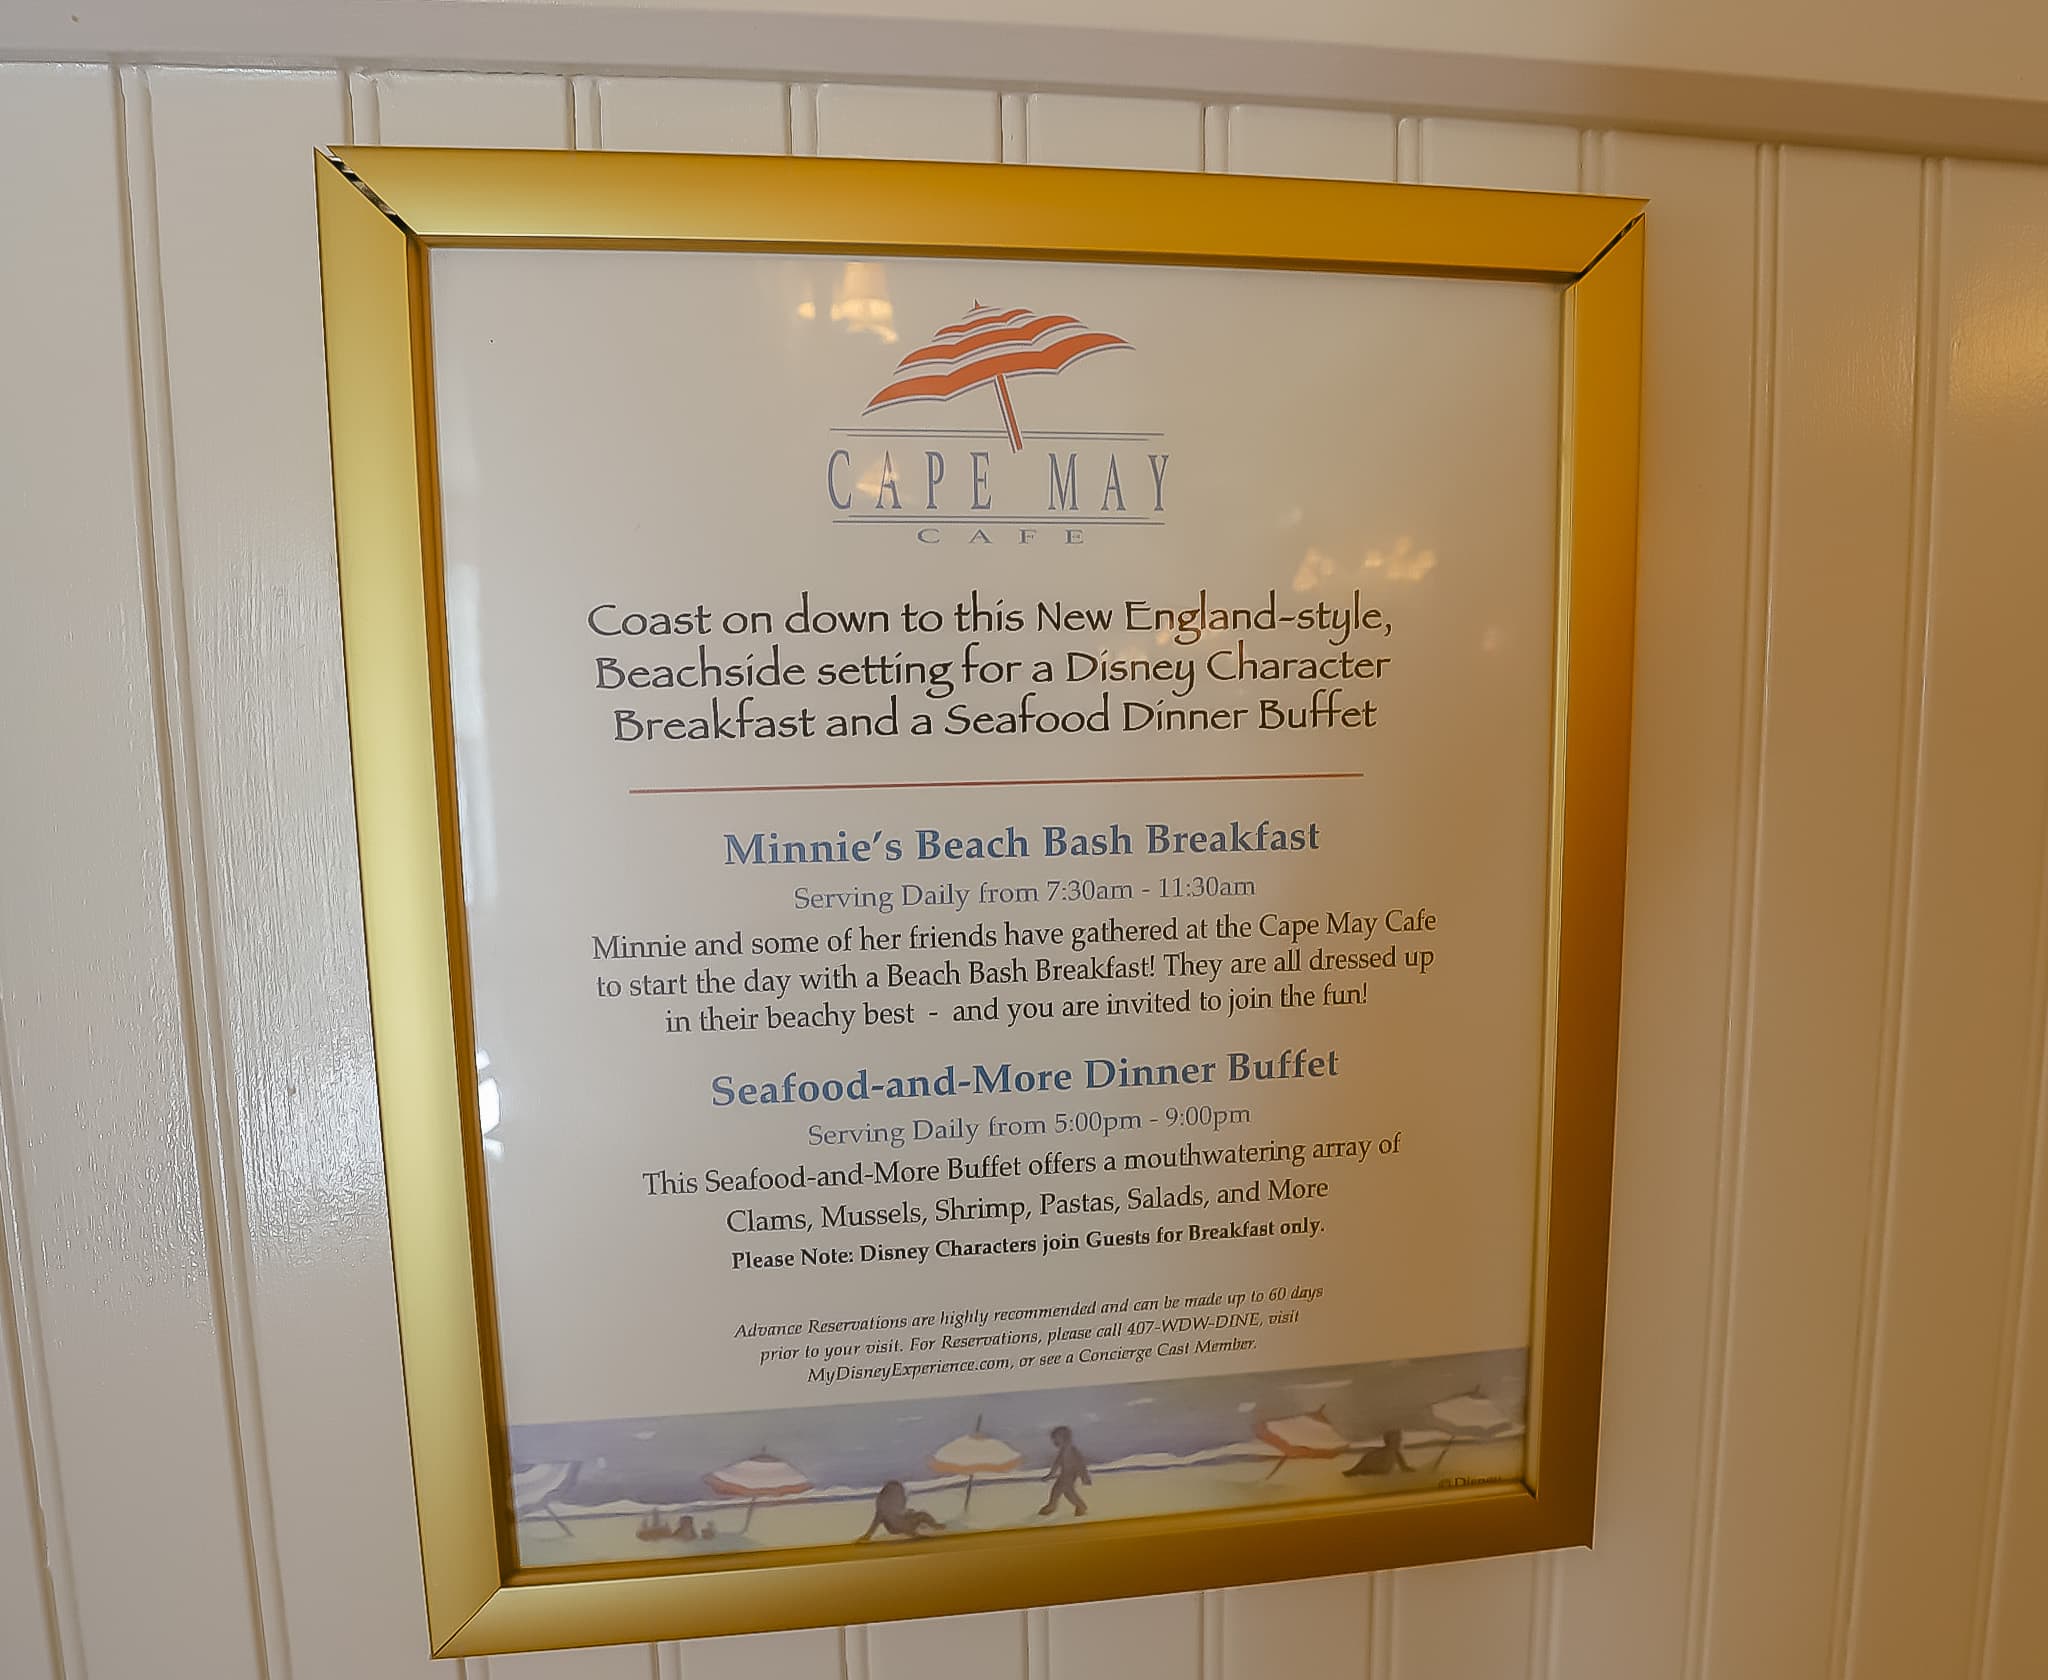 CAPE MAY
CAFE
Coast on down to this New England-style,
Beachside setting for a Disney Character
Breakfast and a Seafood Dinner Buffet
Minnie's Beach Bash Breakfast
Serving Daily from 7:30am - 11:30am
Minnie and some of her friends have gathered at the Cape May Cafe
to start the day with a Beach Bash Breakfast! They are all dressed up
in their beachy best - and you are invited to join the fun!
Seafood-and-More Dinner Buffet
Serving Daily from 5:00pm - 9:00pm
This Seafood-and-More Buffet offers a mouthwatering array of
Clams, Mussels, Shrimp, Pastas, Salads, and More
Please Note: Disney Characters join Guests for Breakfast only.
Advance Reservations are highly recommended and can be made up to 60 days
prior to your visit. For Reservations, please call 407-WDW-DINE, visit
MyDisneyExperience.com, or see a Concierge Cast Member.
© Disney